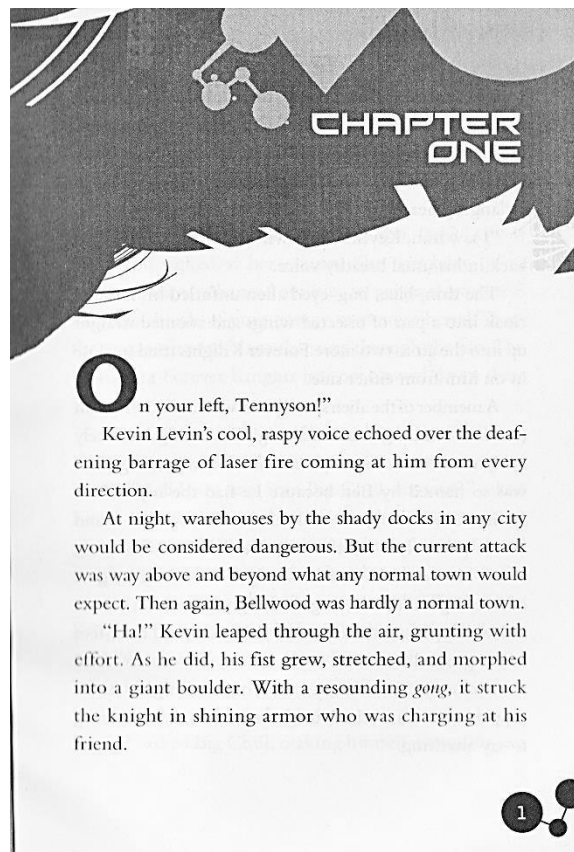 CHAPTER
ONE
On your left, Tennyson!”
Kevin Levin’s cool, raspy voice echoed over the deaf-
ening barrage of laser fire coming at him from every
direction.
At night, warehouses by the shady docks in any city
would be considered dangerous. But the current attack
was way above and beyond what any normal town would
expect. Then again, Bellwood was hardly a normal town.
“Ha!” Kevin leaped through the air, grunting with
effort. As he did, his fist grew, stretched, and morphed
into a giant boulder. With a resounding gong, it struck
the knight in shining armor who was charging at his
friend.
1